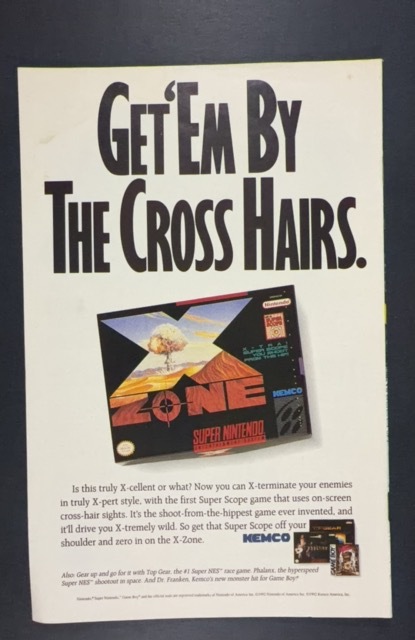 GET 'EM BY
THE CROSS HAIRS.
Nintendo
SUPER SCOPE
X
ZONE
KEMCO
SUPER NINTENDO
Is this truly X-cellent or what? Now you can X-terminate your enemies
in truly X-pert style, with the first Super Scope game that uses on-screen
cross-hair sights. It's the shoot-from-the-hippest game ever invented, and
it'll drive you X-tremely wild. So get that Super Scope off your
shoulder and zero in on the X-Zone.
KEMCO
Also: Gear up and go for it with Top Gear, the #1 Super NES™ race game. Phalanx, the hyperspeed
Super NES™ shootout in space. And Dr. Franken, Kemco's new monster hit for Game Boy.®